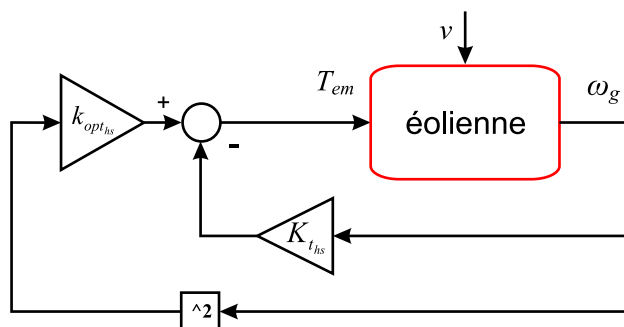 v
T_em
ω_g
k_opt_hs
+
-
éolienne
K_t_hs
^2